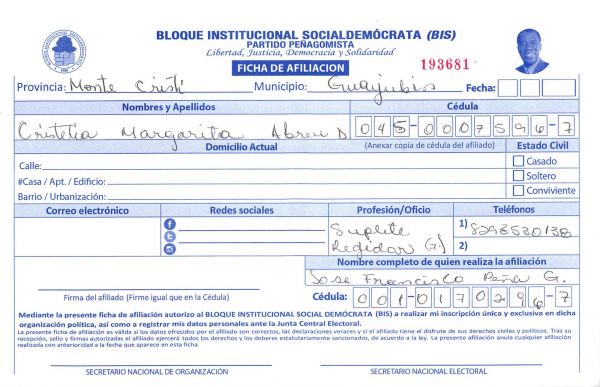 BLOQUE INSTITUCIONAL SOCIALDEMÓCRATA (BIS)
PARTIDO PEÑAGOMISTA
Libertad, Justicia, Democracia y Solidaridad
FICHA DE AFILIACION
193681
Provincia: Monte Cristi Municipio: Guayubin Fecha:
Nombres y Apellidos Cédula
Cristelia Margarita Abreu D 045-0007596-7
Domicilio Actual (Anexar copia de cédula del afiliado) Estado Civil
Calle: Casado
#Casa / Apt. / Edificio: Soltero
Barrio / Urbanización: Conviviente
Correo electrónico Redes sociales Profesión/Oficio Teléfonos
Suplete 1) 8293530138
Regidor (G.) 2)
Nombre completo de quien realiza la afiliación
Jose Francisco Peña G.
Firma del afiliado (Firme igual que en la Cédula) Cédula: 001-0170296-7
Mediante la presente ficha de afiliación autorizo al BLOQUE INSTITUCIONAL SOCIAL DEMÓCRATA (BIS) a realizar mi inscripción única y exclusiva en dicha
organización política, así como a registrar mis datos personales ante la Junta Central Electoral.
La presente ficha de afiliación es válida si los datos ofrecidos por el afiliado son correctos, las declaraciones veraces y si el afiliado tiene el disfrute de sus derechos civiles y políticos. Tras su
recepción, sello y firmas autorizadas el afiliado ejercerá todos los derechos y los deberes estatutariamente sancionados, de acuerdo a la ley. La presente afiliación anula cualquier afiliación
realizada con anterioridad a la fecha que aparece en esta ficha.
SECRETARIO NACIONAL DE ORGANIZACIÓN SECRETARIO NACIONAL ELECTORAL